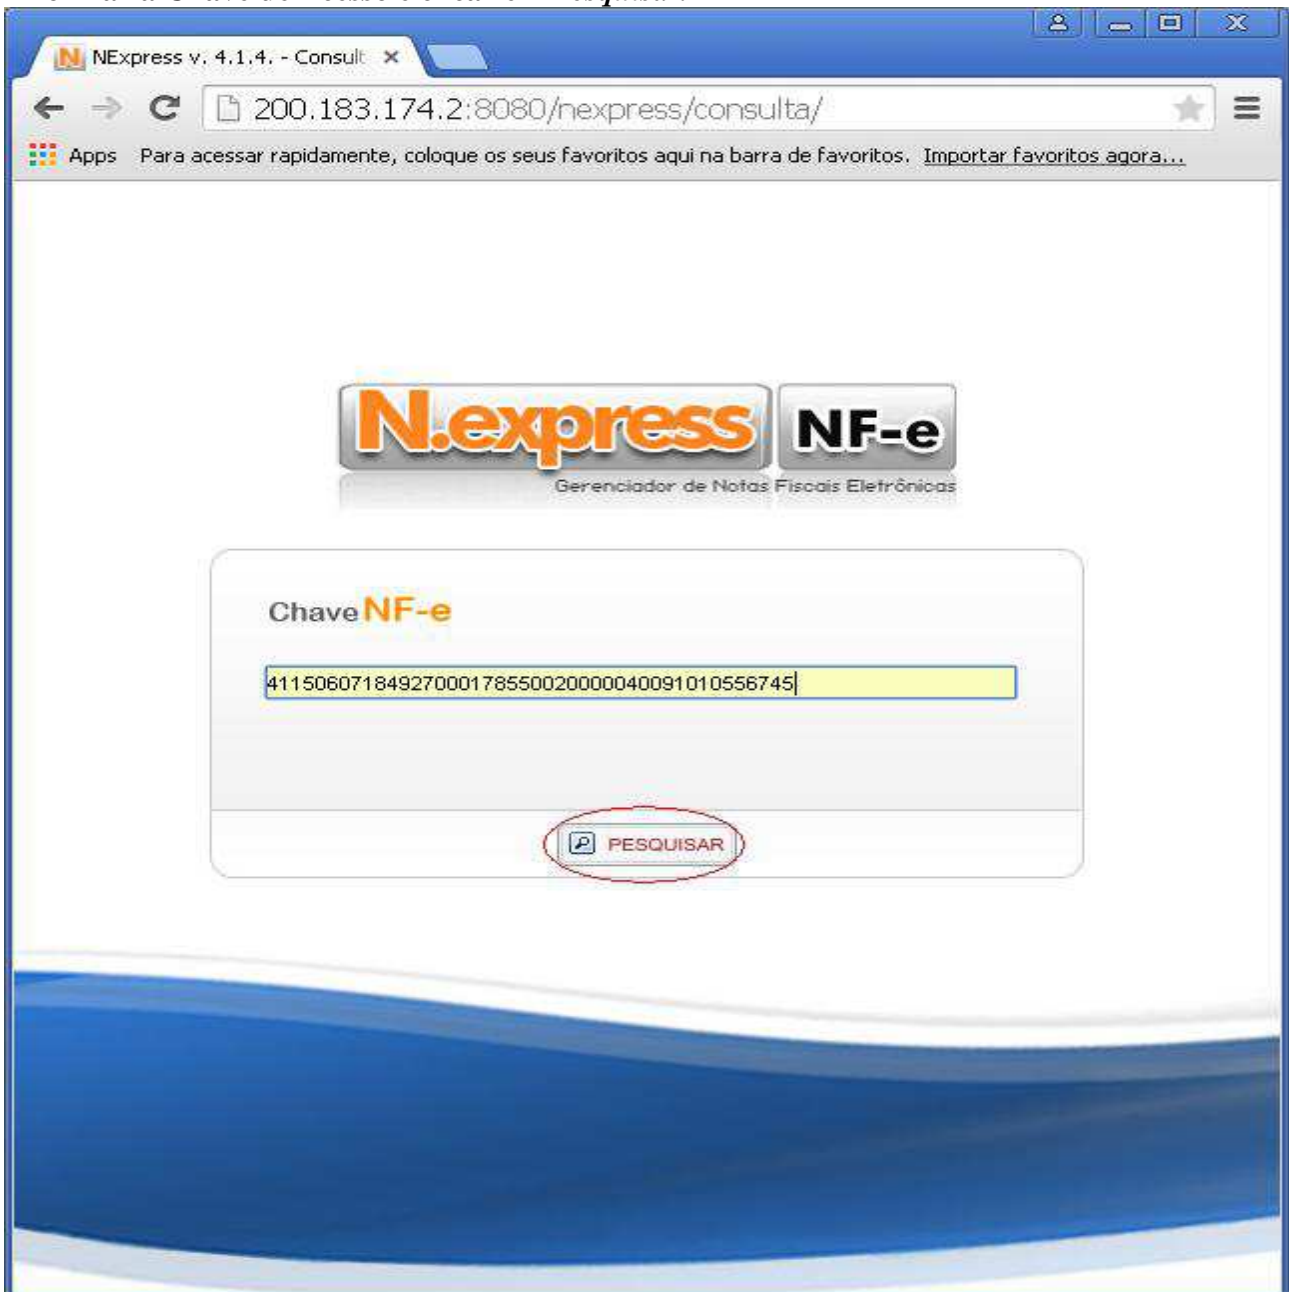 NExpress v. 4.1.4. - Consult
200.183.174.2:8080/nexpress/consulta/
Apps Para acessar rapidamente, coloque os seus favoritos aqui na barra de favoritos. Importar favoritos agora...
N.express NF-e
Gerenciador de Notas Fiscais Eletrônicas
Chave NF-e
41150607184927000178550020000040091010556745
PESQUISAR